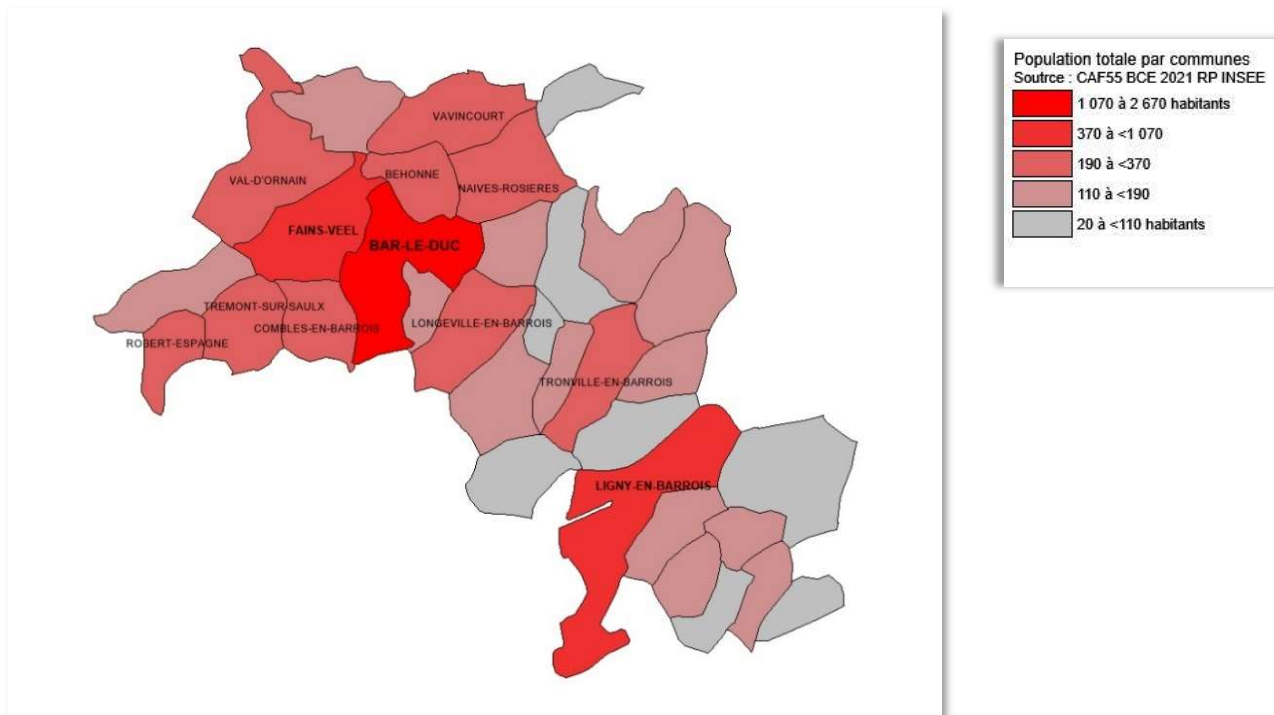 VAVINCOURT
BEHONNE
VAL-D'ORNAIN
NAIVES-ROSIERES
FAINS-VEEL
BAR-LE-DUC
TREMONT-SUR-SAULX
COMBLES-EN-BARROIS
LONGEVILLE-EN-BARROIS
ROBERT-ESPAGNE
TRONVILLE-EN-BARROIS
LIGNY-EN-BARROIS
Population totale par communes
Soutrce : CAF55 BCE 2021 RP INSEE
1 070 à 2 670 habitants
370 à <1 070
190 à <370
110 à <190
20 à <110 habitants